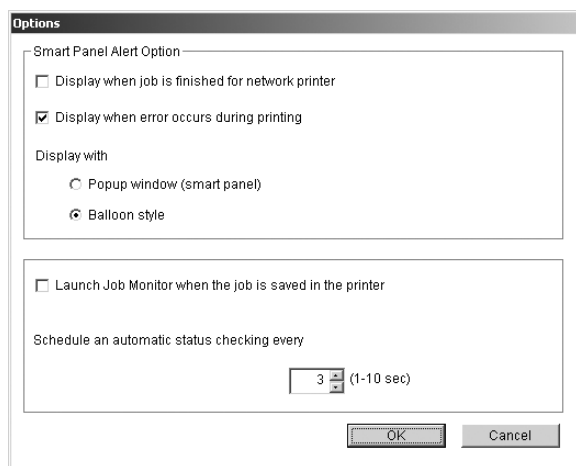 Options
Smart Panel Alert Option
Display when job is finished for network printer
Display when error occurs during printing
Display with
Popup window (smart panel)
Balloon style
Launch Job Monitor when the job is saved in the printer
Schedule an automatic status checking every
3 (1-10 sec)
OK Cancel